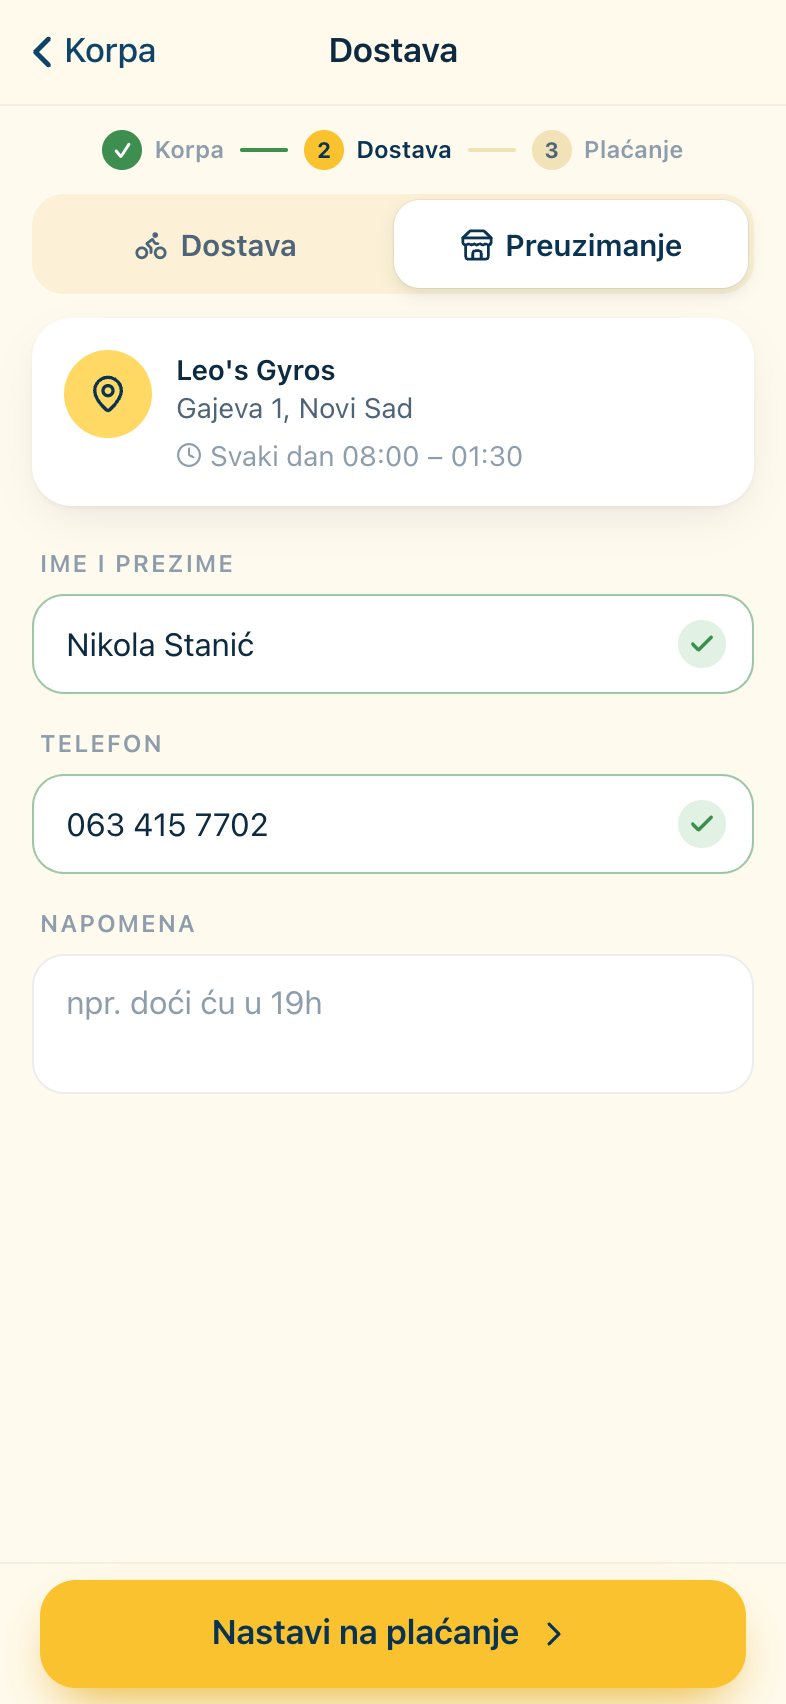 Korpa
Dostava
Korpa
2
Dostava
3
Plaćanje
Dostava
Preuzimanje
Leo's Gyros
Gajeva 1, Novi Sad
Svaki dan 08:00 – 01:30
IME I PREZIME
Nikola Stanić
TELEFON
063 415 7702
NAPOMENA
npr. doći ću u 19h
Nastavi na plaćanje